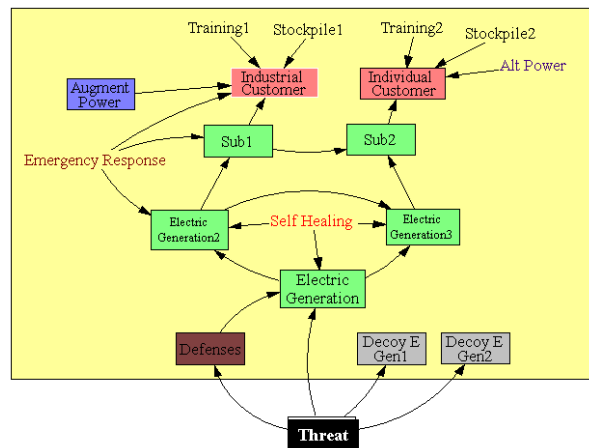 Training1
Stockpile1
Training2
Stockpile2
Industrial
Customer
Individual
Customer
Alt Power
Augment
Power
Sub1
Sub2
Emergency Response
Electric
Generation2
Self Healing
Electric
Generation3
Electric
Generation
Defenses
Decoy E
Gen1
Decoy E
Gen2
Threat